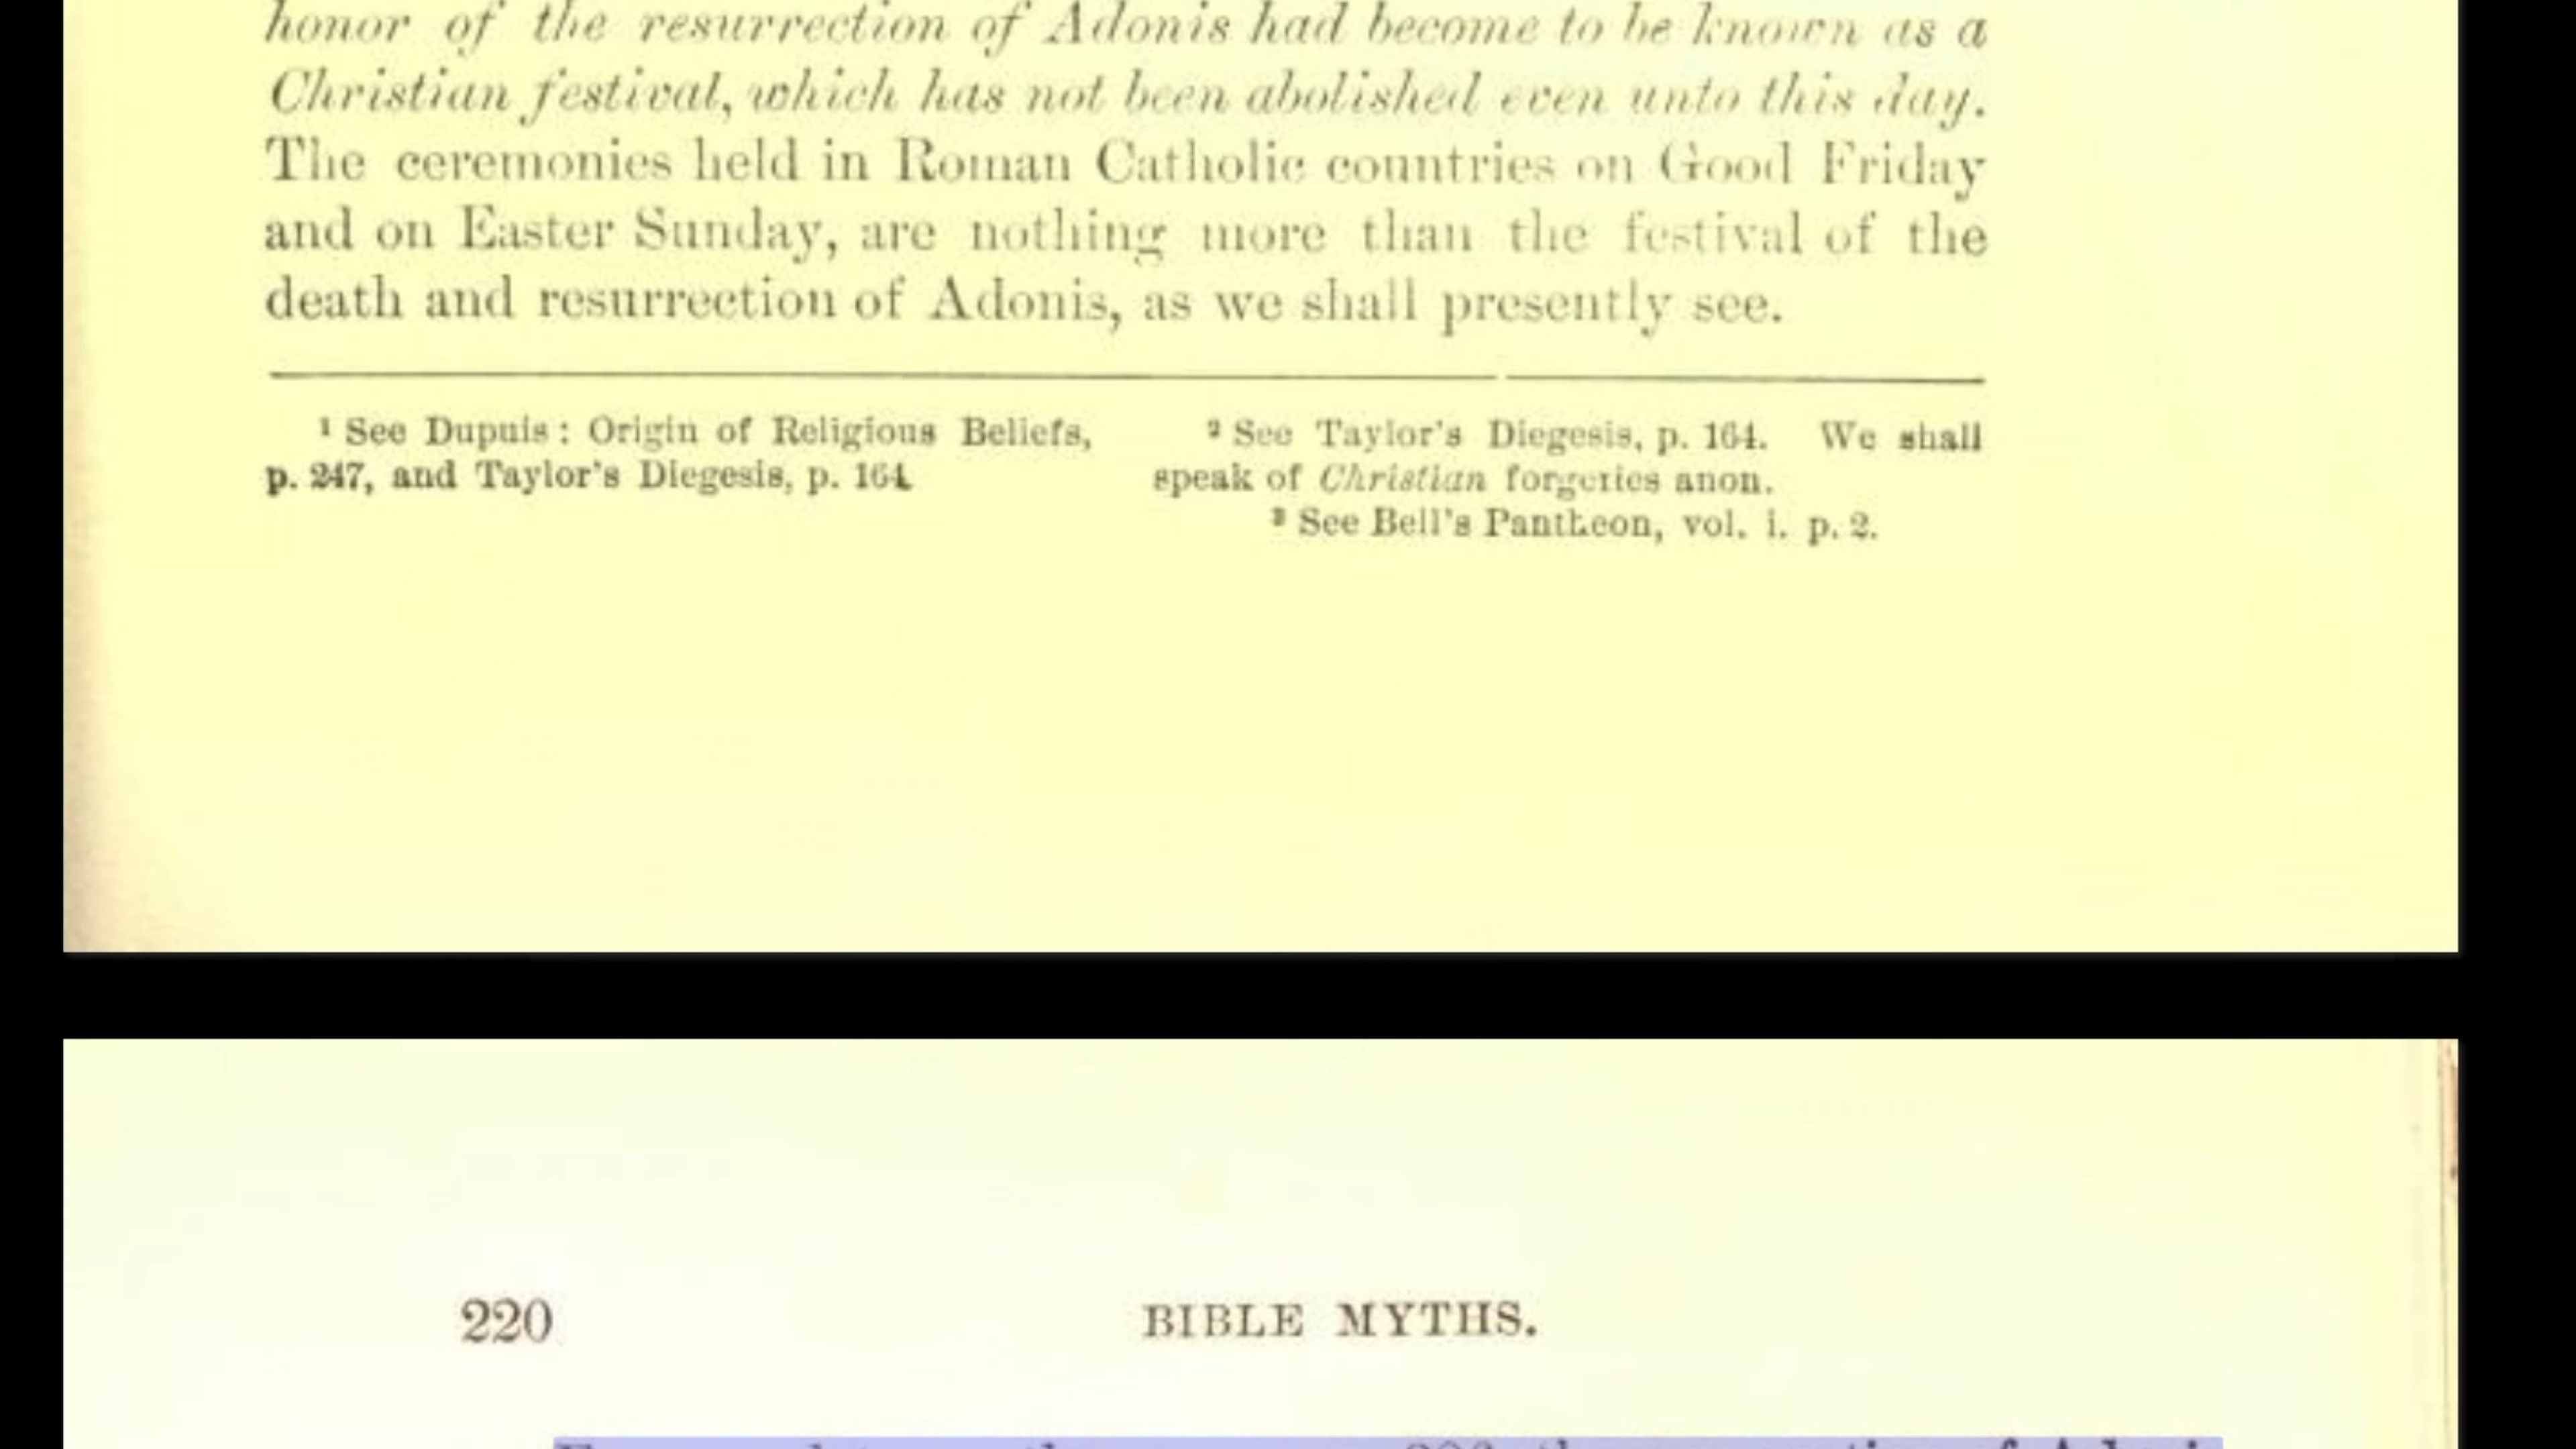 honor of the resurrection of Adonis had become to be known as a
Christian festival, which has not been abolished even unto this day.
The ceremonies held in Roman Catholic countries on Good Friday
and on Easter Sunday, are nothing more than the festival of the
death and resurrection of Adonis, as we shall presently see.
¹ See Dupuis: Origin of Religious Beliefs,
p. 247, and Taylor's Diegesis, p. 164
² See Taylor's Diegesis, p. 164. We shall
speak of Christian forgeries anon.
³ See Bell's Pantheon, vol. i. p. 2.
220 BIBLE MYTHS.